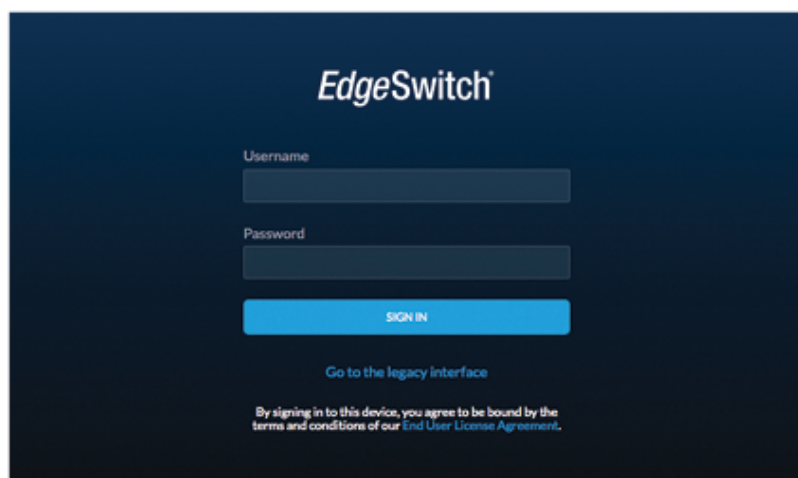 EdgeSwitch®
Username
Password
SIGN IN
Go to the legacy interface
By signing in to this device, you agree to be bound by the
terms and conditions of our End User License Agreement.